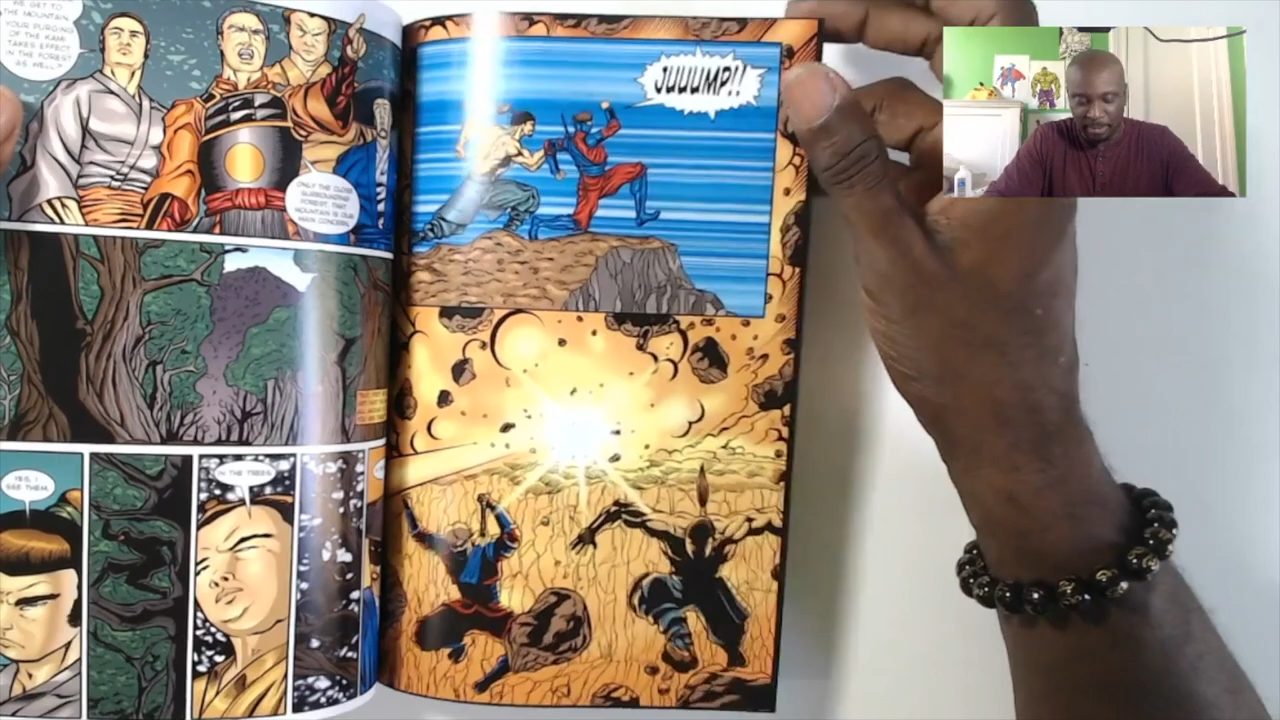 WE GET TO
THE MOUNTAIN
YOUR PURGING
OF THE KAMI
TAKES EFFECT
IN THE FOREST
AS WELL?
ONLY THE CLOSE
SURROUNDING
FOREST. THAT
MOUNTAIN IS OUR
MAIN CONCERN.
YES, I
SEE THEM.
IN THE TREES.
JUUUMP!!